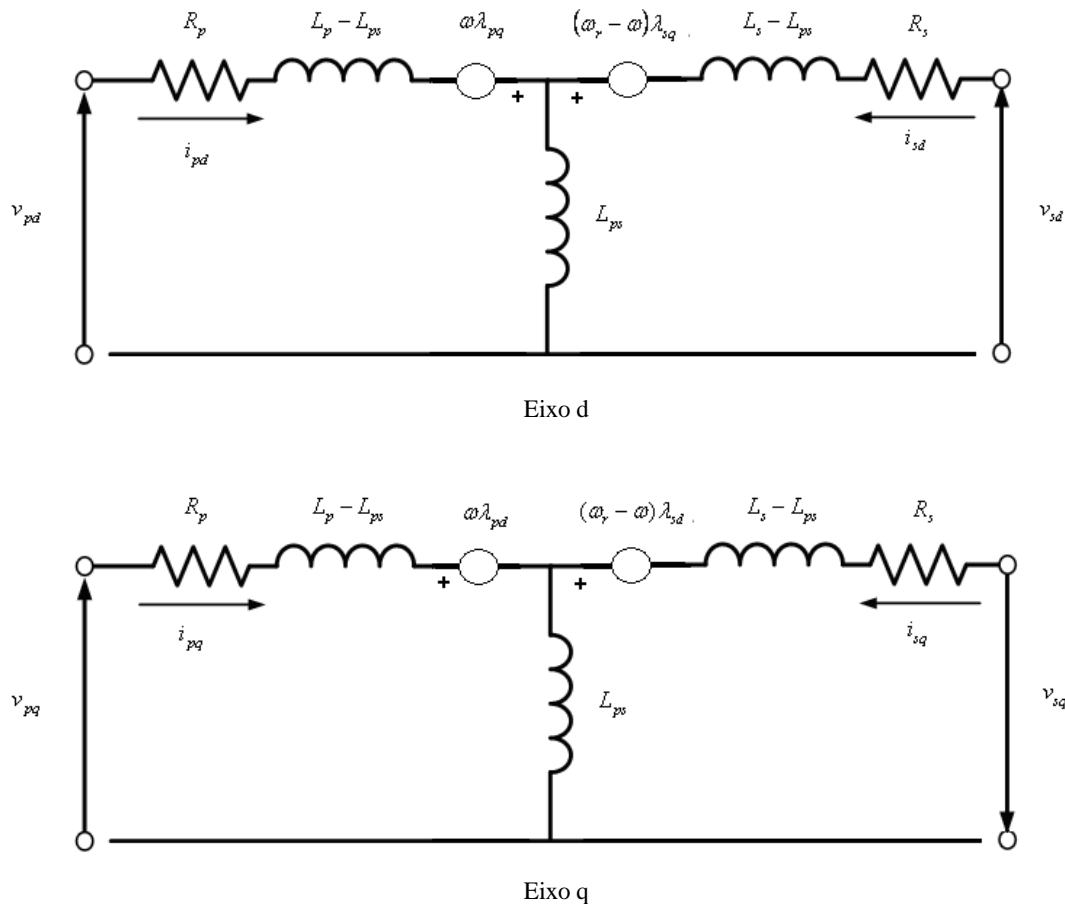 R_p L_p − L_ps ωλ_pq (ω_r − ω)λ_sq L_s − L_ps R_s
+ +
i_pd i_sd
v_pd L_ps v_sd
Eixo d
R_p L_p − L_ps ωλ_pd (ω_r − ω)λ_sd L_s − L_ps R_s
+ +
i_pq i_sq
v_pq L_ps v_sq
Eixo q